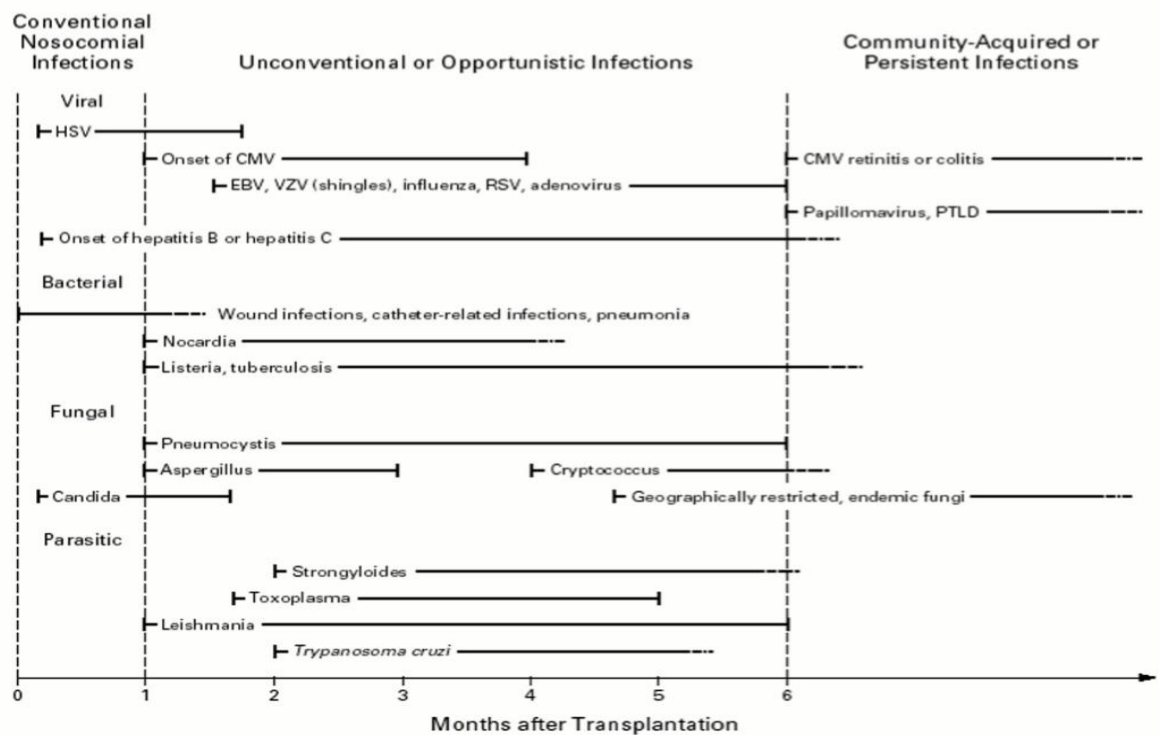 Conventional
Nosocomial
Infections
Unconventional or Opportunistic Infections
Community-Acquired or
Persistent Infections
Viral
HSV
Onset of CMV
CMV retinitis or colitis
EBV, VZV (shingles), influenza, RSV, adenovirus
Papillomavirus, PTLD
Onset of hepatitis B or hepatitis C
Bacterial
Wound infections, catheter-related infections, pneumonia
Nocardia
Listeria, tuberculosis
Fungal
Pneumocystis
Aspergillus
Cryptococcus
Candida
Geographically restricted, endemic fungi
Parasitic
Strongyloides
Toxoplasma
Leishmania
Trypanosoma cruzi
0 1 2 3 4 5 6
Months after Transplantation